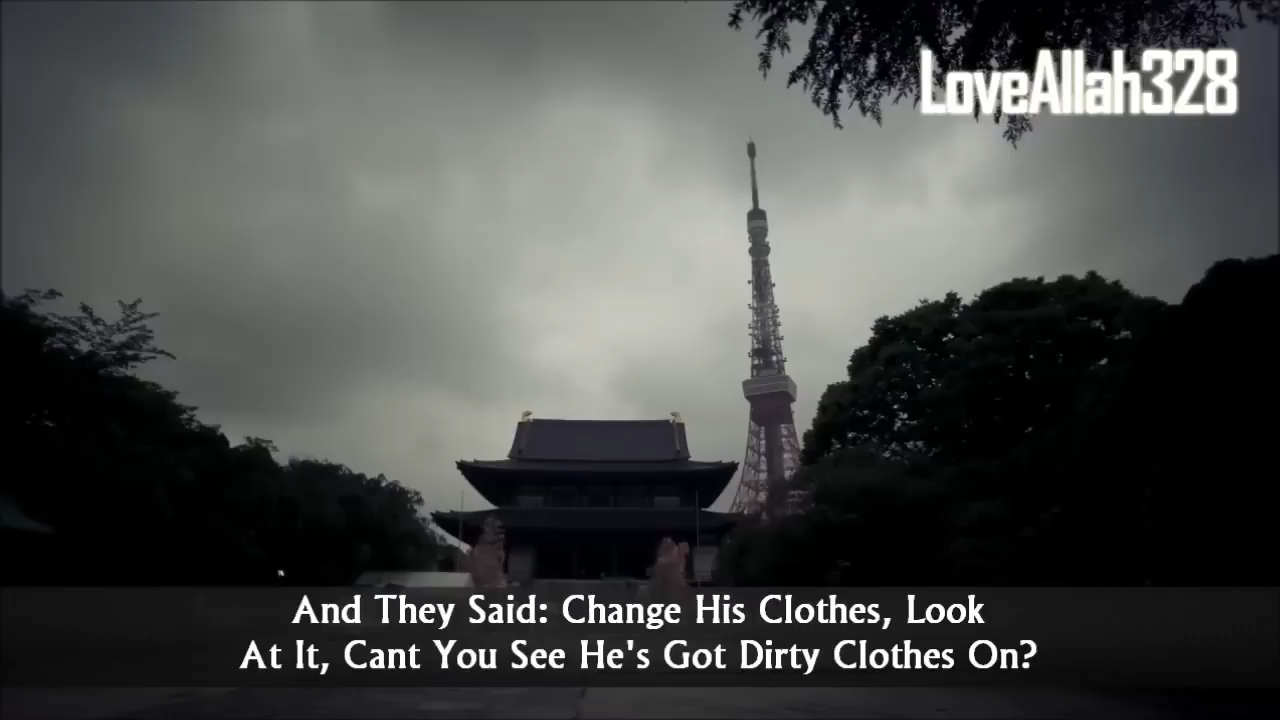 LoveAllah328
And They Said: Change His Clothes, Look
At It, Cant You See He's Got Dirty Clothes On?